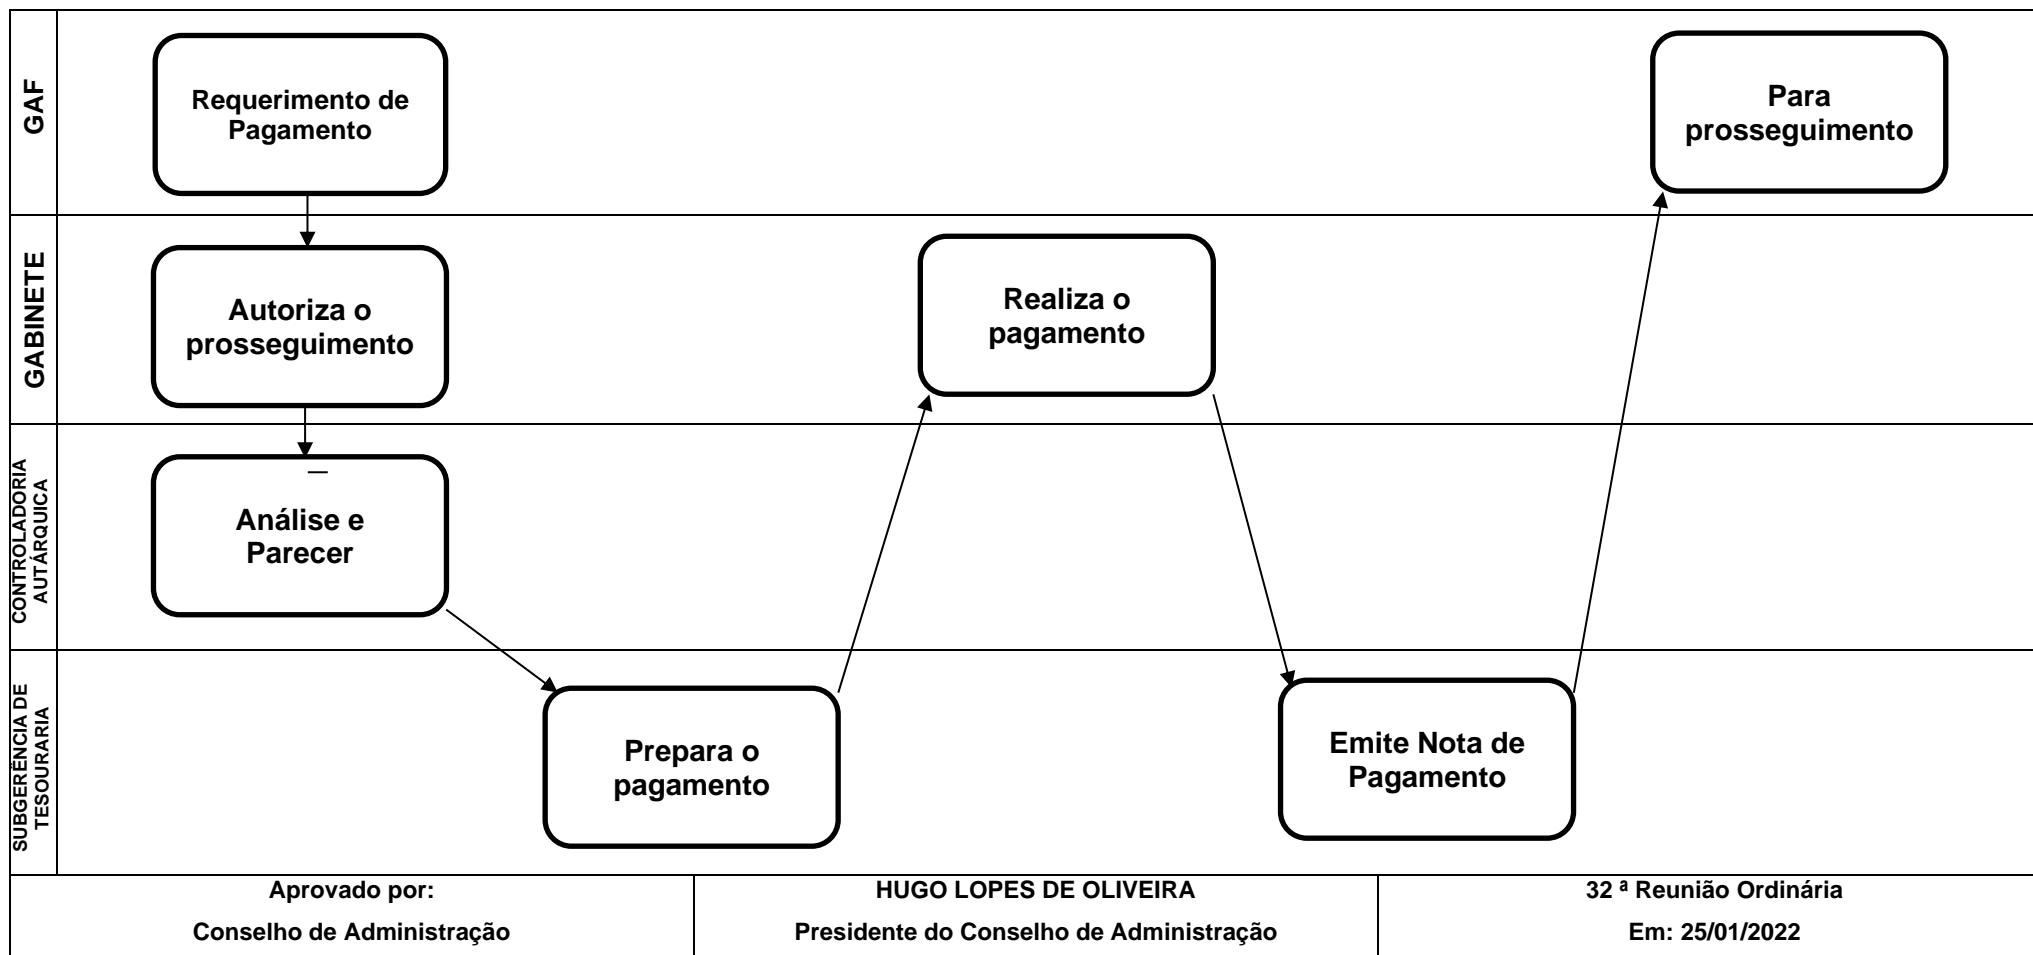 GAF
Requerimento de
Pagamento
Para
prosseguimento
GABINETE
Autoriza o
prosseguimento
Realiza o
pagamento
CONTROLADORIA
AUTÁRQUICA
Análise e
Parecer
SUBGERÊNCIA DE
TESOURARIA
Prepara o
pagamento
Emite Nota de
Pagamento
Aprovado por:
Conselho de Administração
HUGO LOPES DE OLIVEIRA
Presidente do Conselho de Administração
32 ª Reunião Ordinária
Em: 25/01/2022